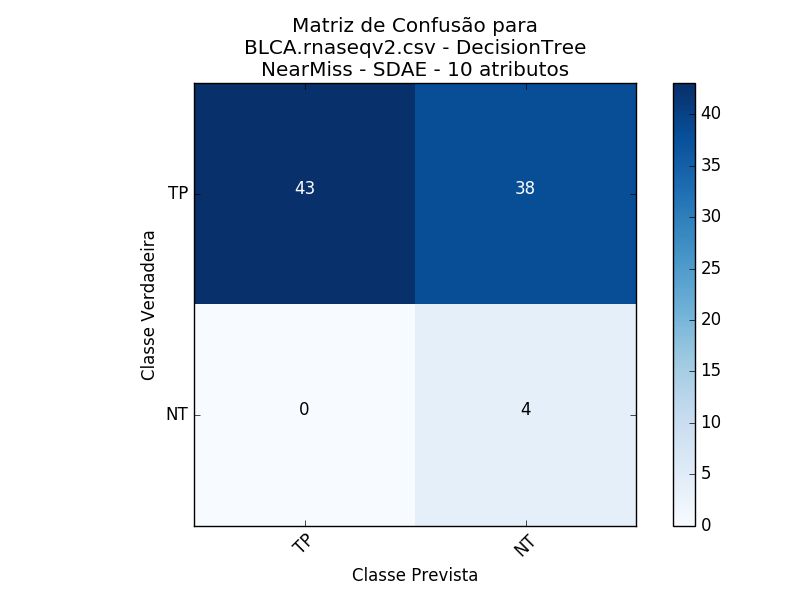 Matriz de Confusão para
BLCA.rnaseqv2.csv - DecisionTree
NearMiss - SDAE - 10 atributos
Classe Verdadeira
TP
NT
43
38
0
4
TP
NT
Classe Prevista
40
35
30
25
20
15
10
5
0